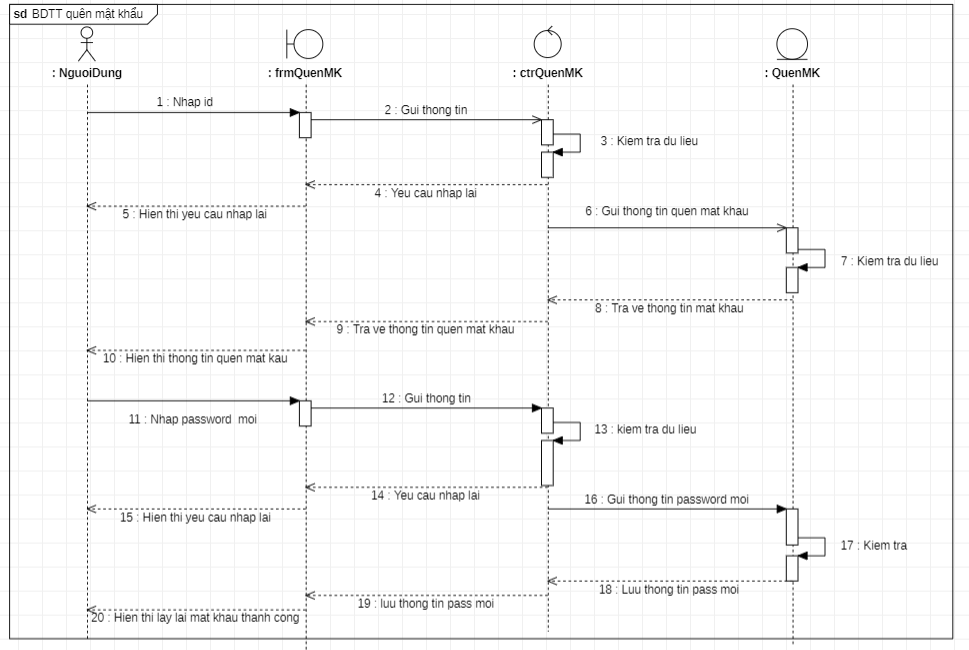 sd BDTT quên mật khẩu
: NguoiDung
: frmQuenMK
: ctrQuenMK
: QuenMK
1 : Nhap id
2 : Gui thong tin
3 : Kiem tra du lieu
4 : Yeu cau nhap lai
5 : Hien thi yeu cau nhap lai
6 : Gui thong tin quen mat khau
7 : Kiem tra du lieu
8 : Tra ve thong tin mat khau
9 : Tra ve thong tin quen mat khau
10 : Hien thi thong tin quen mat kau
11 : Nhap password moi
12 : Gui thong tin
13 : kiem tra du lieu
14 : Yeu cau nhap lai
15 : Hien thi yeu cau nhap lai
16 : Gui thong tin password moi
17 : Kiem tra
18 : Luu thong tin pass moi
19 : luu thong tin pass moi
20 : Hien thi lay lai mat khau thanh cong